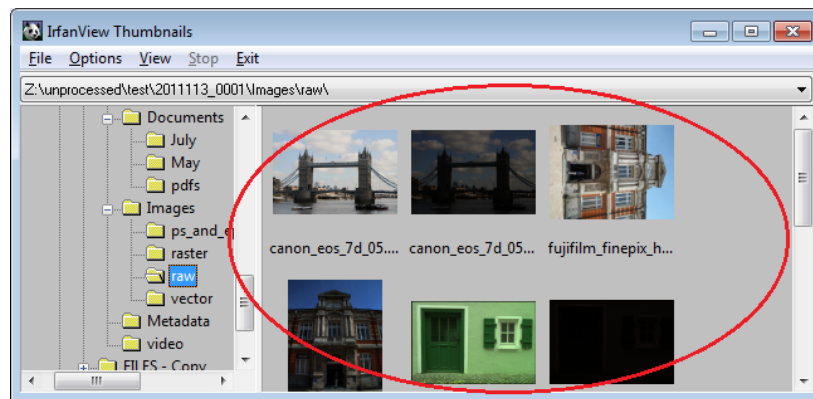 IrfanView Thumbnails
File Options View Stop Exit
Z:\unprocessed\test\2011113_0001\Images\raw\
Documents
July
May
pdfs
Images
ps_and_e
raster
raw
vector
Metadata
video
FILES - Copy
canon_eos_7d_05.... canon_eos_7d_05... fujifilm_finepix_h...